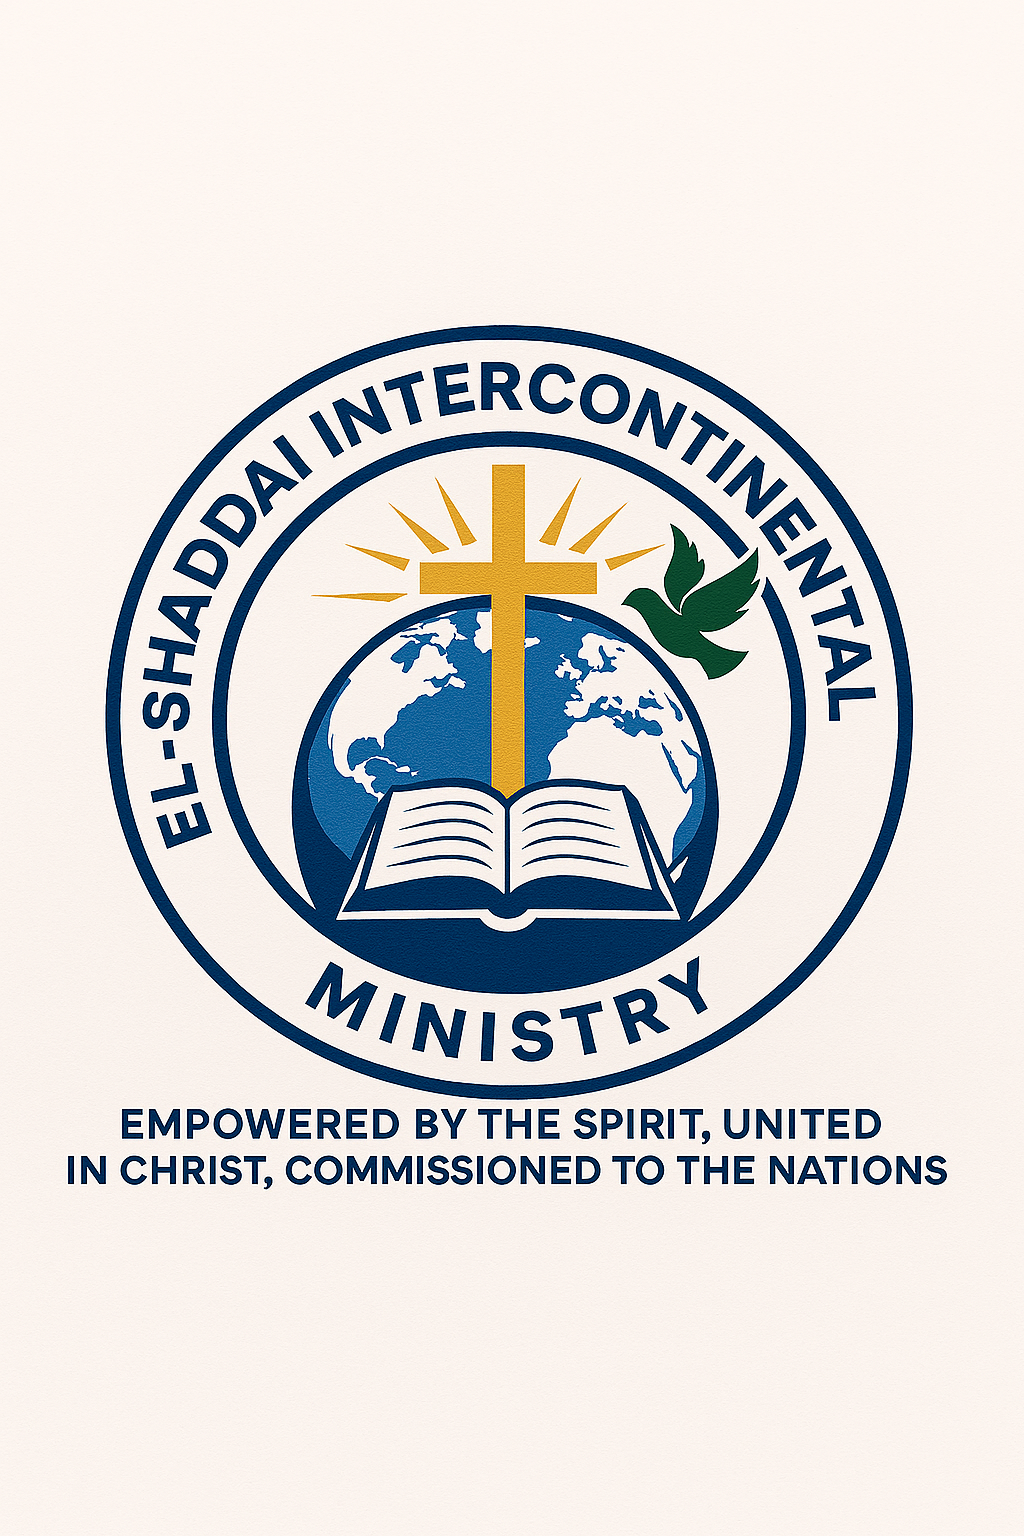 EL-SHADDAI INTERCONTINENTAL
MINISTRY
EMPOWERED BY THE SPIRIT, UNITED
IN CHRIST, COMMISSIONED TO THE NATIONS